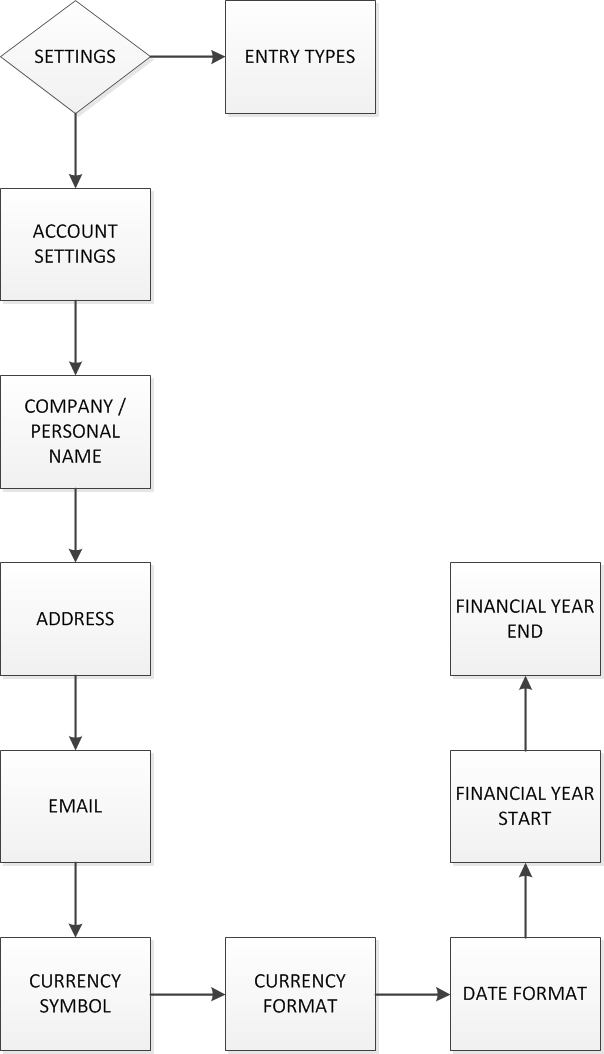 SETTINGS
ENTRY TYPES
ACCOUNT
SETTINGS
COMPANY /
PERSONAL
NAME
ADDRESS
EMAIL
CURRENCY
SYMBOL
CURRENCY
FORMAT
DATE FORMAT
FINANCIAL YEAR
START
FINANCIAL YEAR
END